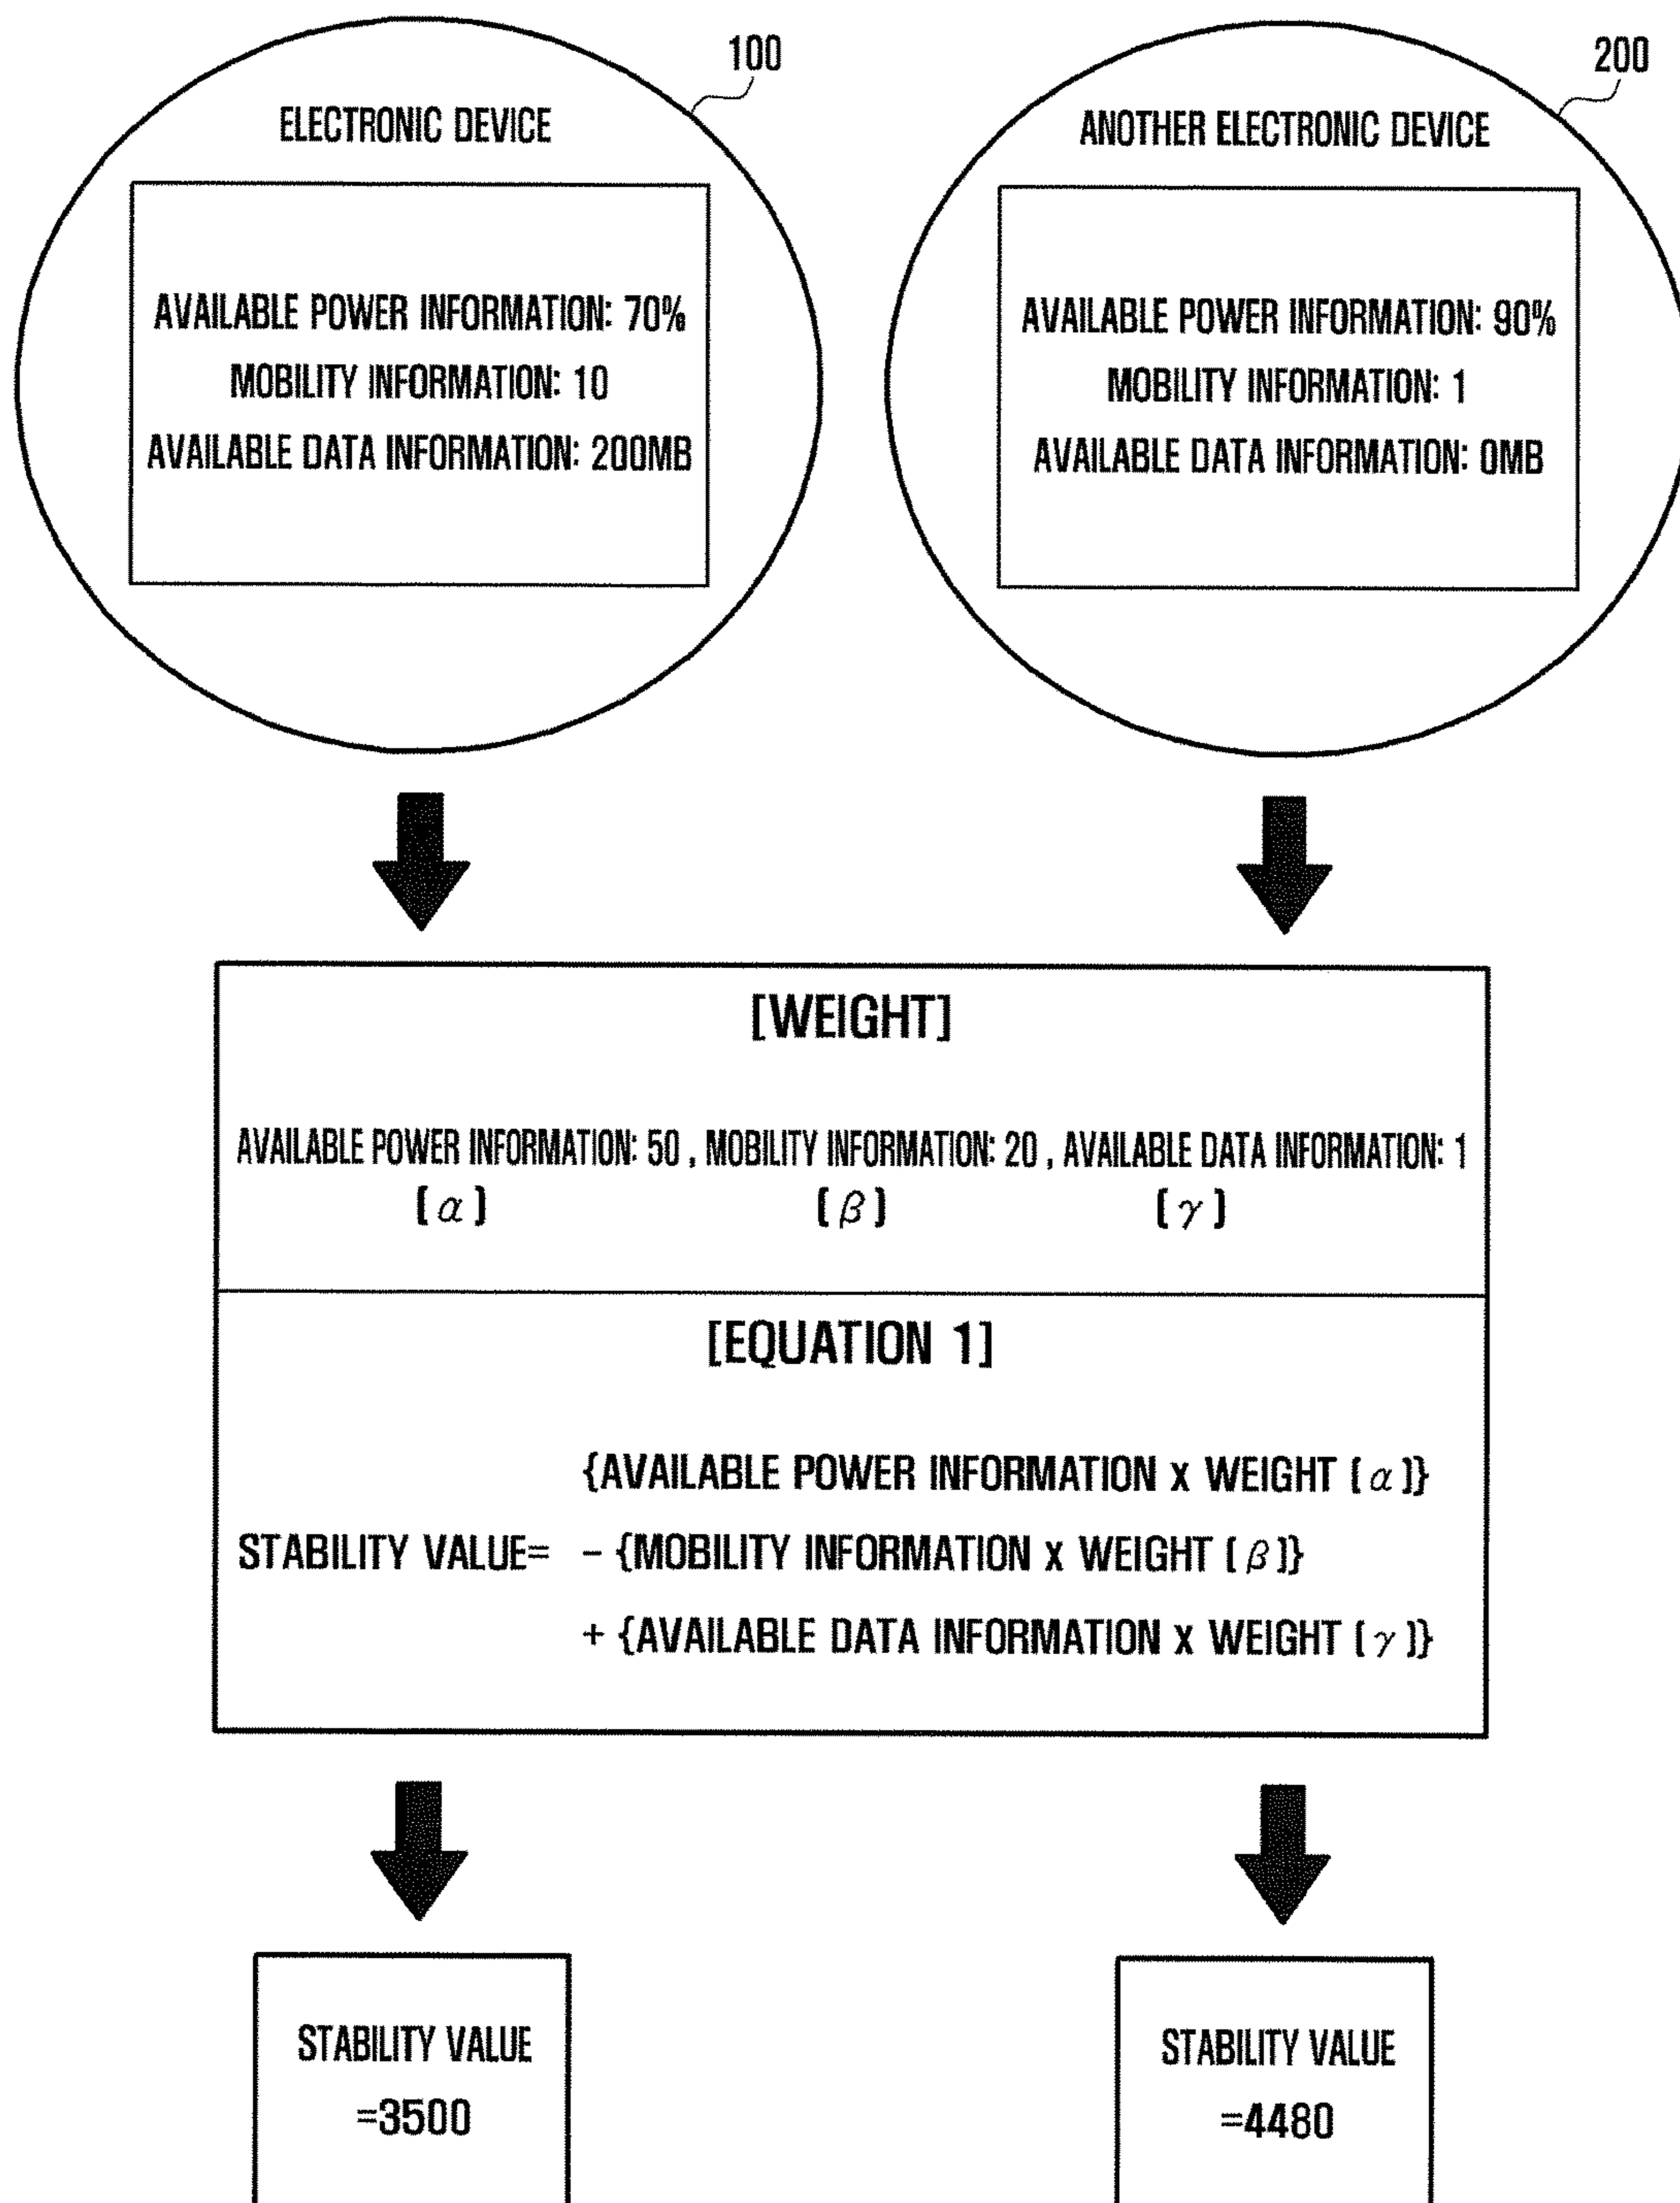 100
ELECTRONIC DEVICE
AVAILABLE POWER INFORMATION: 70%
MOBILITY INFORMATION: 10
AVAILABLE DATA INFORMATION: 200MB
200
ANOTHER ELECTRONIC DEVICE
AVAILABLE POWER INFORMATION: 90%
MOBILITY INFORMATION: 1
AVAILABLE DATA INFORMATION: 0MB
[WEIGHT]
AVAILABLE POWER INFORMATION: 50 , MOBILITY INFORMATION: 20 , AVAILABLE DATA INFORMATION: 1
(α) (β) (γ)
[EQUATION 1]
{AVAILABLE POWER INFORMATION x WEIGHT (α)}
STABILITY VALUE= – {MOBILITY INFORMATION x WEIGHT (β)}
+ {AVAILABLE DATA INFORMATION x WEIGHT (γ)}
STABILITY VALUE
=3500
STABILITY VALUE
=4480